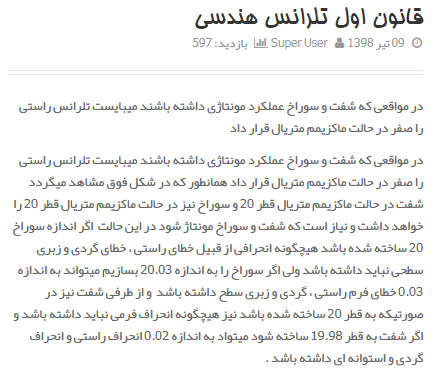 قانون اول تلرانس هندسی
09 تیر 1398 Super User بازدید: 597
در مواقعی که شفت و سوراخ عملکرد مونتاژی داشته باشند میبایست تلرانس راستی
را صفر در حالت ماکزیمم متریال قرار داد
در مواقعی که شفت و سوراخ عملکرد مونتاژی داشته باشند میبایست تلرانس راستی
را صفر در حالت ماکزیمم متریال قرار داد همانطور که در شکل فوق مشاهد میگردد
شفت در حالت ماکزیمم متریال قطر 20 و سوراخ نیز در حالت ماکزیمم متریال قطر 20 را
خواهد داشت و نیاز است که شفت و سوراخ مونتاژ شود در این حالت اگر اندازه سوراخ
20 ساخته شده باشد هیچگونه انحرافی از قبیل خطای راستی ، خطای گردی و زبری
سطحی نباید داشته باشد ولی اگر سوراخ را به اندازه 20.03 بسازیم میتواند به اندازه
0.03 خطای فرم راستی ، گردی و زبری سطح داشته باشد و از طرفی شفت نیز در
صورتیکه به قطر 20 ساخته شده باشد نیز هیچگونه انحراف فرمی نباید داشته باشد و
اگر شفت به قطر 19.98 ساخته شود میتواد به اندازه 0.02 انحراف راستی و انحراف
گردی و استوانه ای داشته باشد .